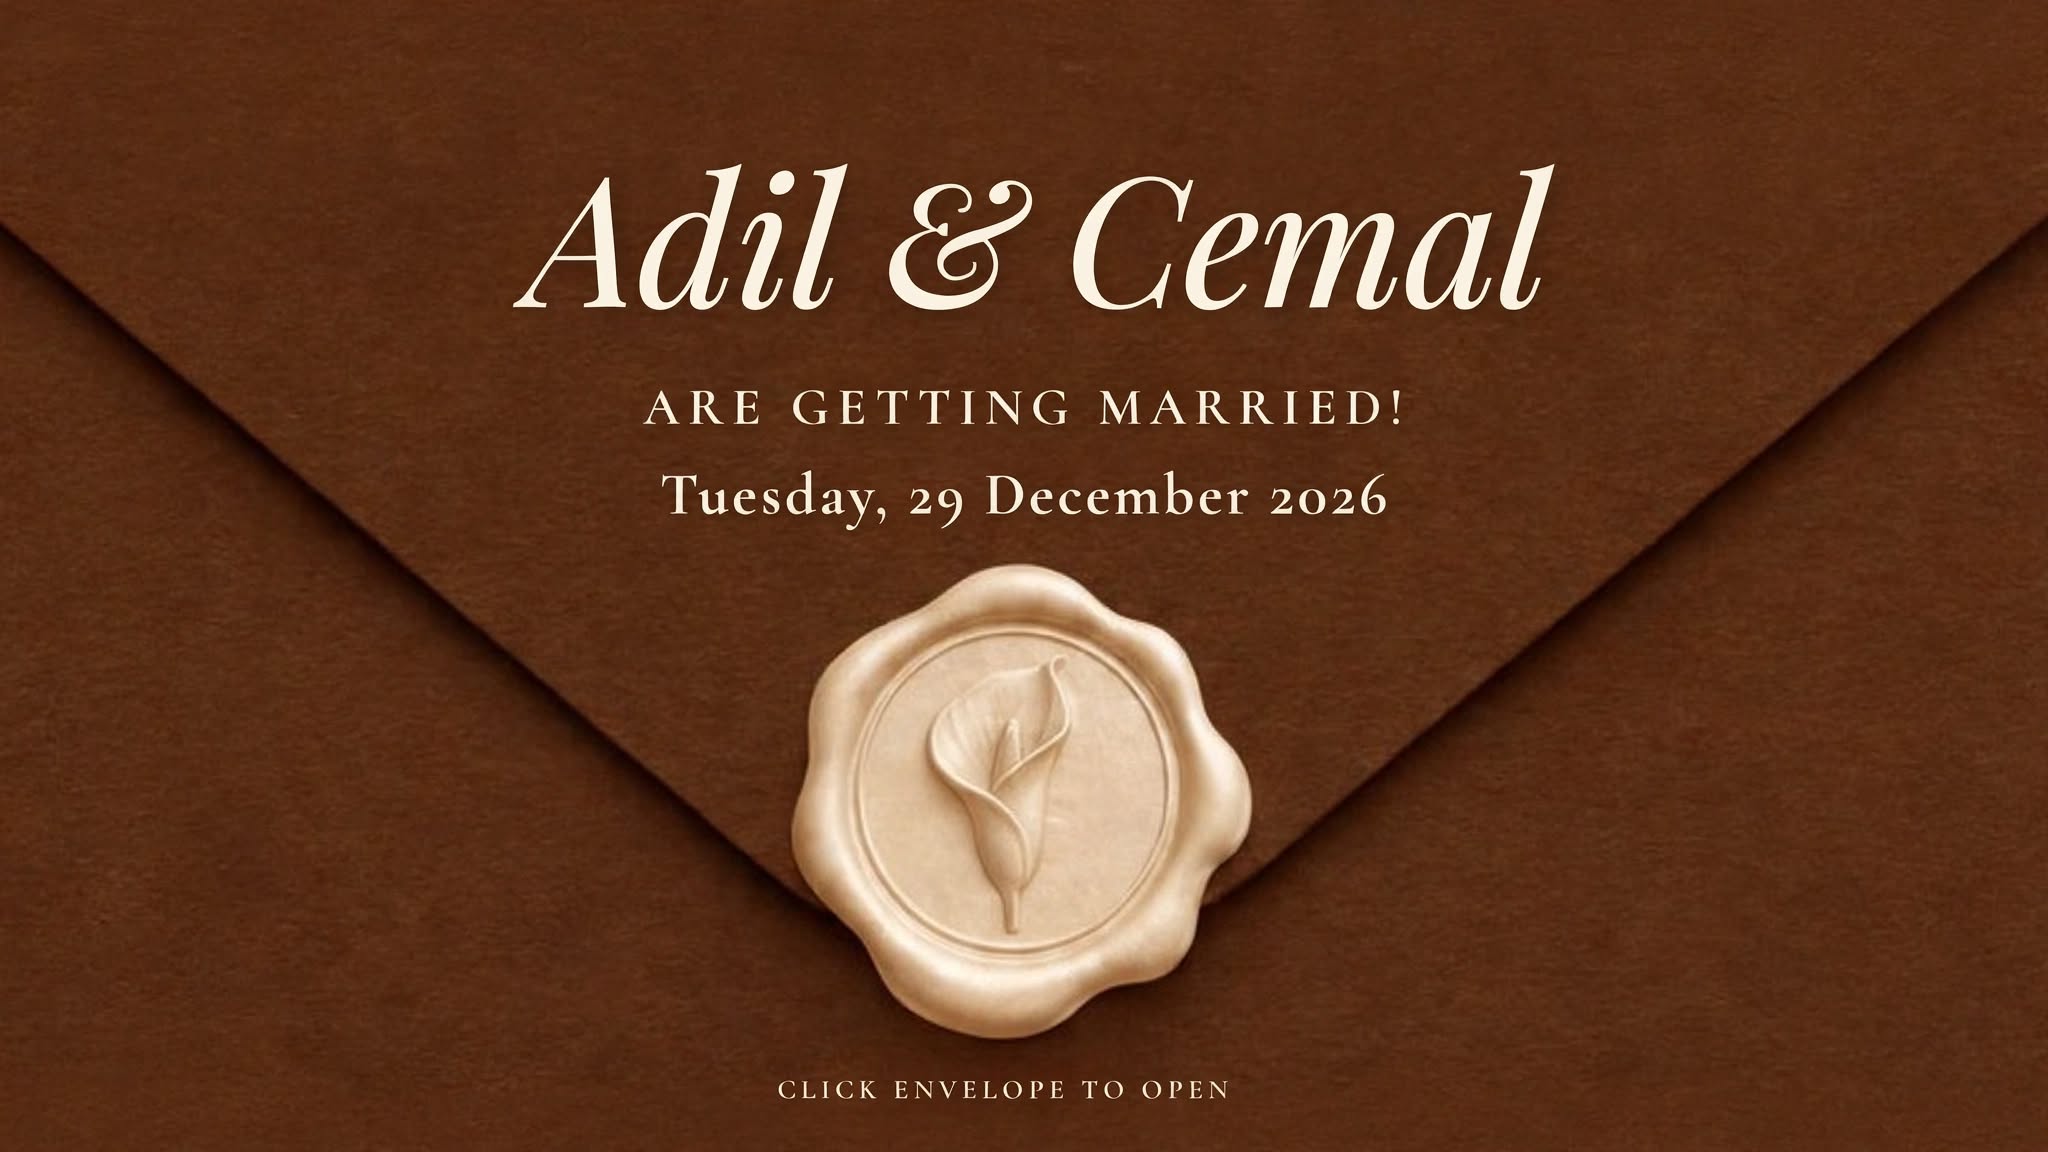 Adil & Cemal
ARE GETTING MARRIED!
Tuesday, 29 December 2026
CLICK ENVELOPE TO OPEN